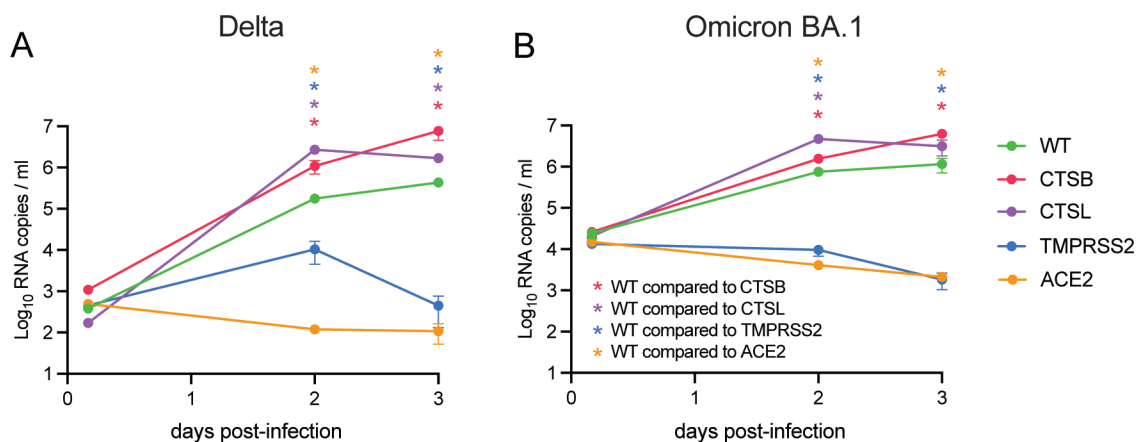 Delta
Omicron BA.1
A
B
* * * *
* * * *
* * * *
* * *
7
6
5
4
3
2
1
Log10 RNA copies / ml
0
1
2
3
days post-infection
7
6
5
4
3
2
1
Log10 RNA copies / ml
0
1
2
3
days post-infection
* WT compared to CTSB
* WT compared to CTSL
* WT compared to TMPRSS2
* WT compared to ACE2
WT
CTSB
CTSL
TMPRSS2
ACE2